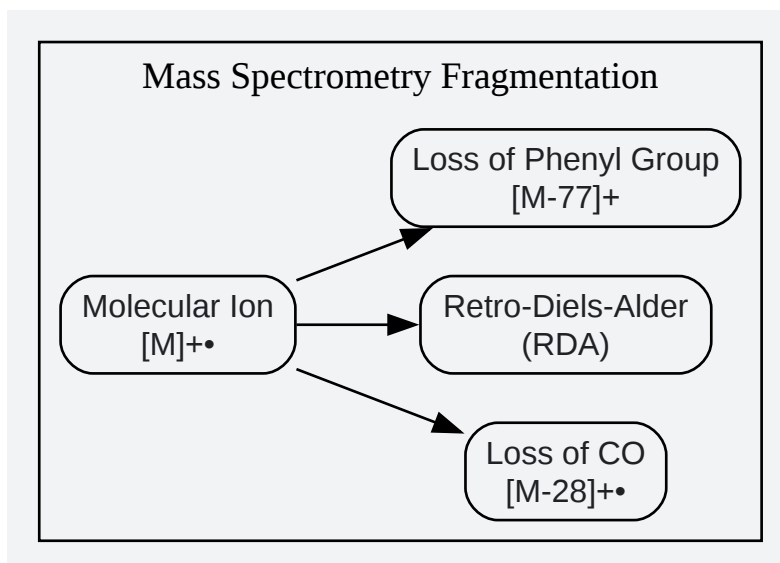 Mass Spectrometry Fragmentation
Loss of Phenyl Group
[M-77]+
Molecular Ion
[M]+•
Retro-Diels-Alder
(RDA)
Loss of CO
[M-28]+•